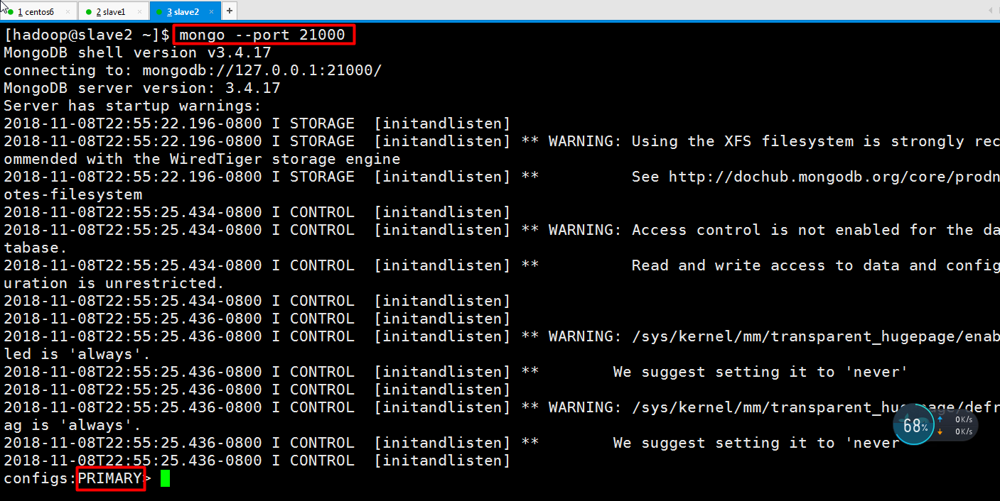 1 centos6 × 2 slave1 × 3 slave2 × +
[hadoop@slave2 ~]$ mongo --port 21000
MongoDB shell version v3.4.17
connecting to: mongodb://127.0.0.1:21000/
MongoDB server version: 3.4.17
Server has startup warnings:
2018-11-08T22:55:22.196-0800 I STORAGE  [initandlisten]
2018-11-08T22:55:22.196-0800 I STORAGE  [initandlisten] ** WARNING: Using the XFS filesystem is strongly rec
ommended with the WiredTiger storage engine
2018-11-08T22:55:22.196-0800 I STORAGE  [initandlisten] **          See http://dochub.mongodb.org/core/prodn
otes-filesystem
2018-11-08T22:55:25.434-0800 I CONTROL  [initandlisten]
2018-11-08T22:55:25.434-0800 I CONTROL  [initandlisten] ** WARNING: Access control is not enabled for the da
tabase.
2018-11-08T22:55:25.434-0800 I CONTROL  [initandlisten] **          Read and write access to data and config
uration is unrestricted.
2018-11-08T22:55:25.434-0800 I CONTROL  [initandlisten]
2018-11-08T22:55:25.436-0800 I CONTROL  [initandlisten]
2018-11-08T22:55:25.436-0800 I CONTROL  [initandlisten] ** WARNING: /sys/kernel/mm/transparent_hugepage/enab
led is 'always'.
2018-11-08T22:55:25.436-0800 I CONTROL  [initandlisten] **        We suggest setting it to 'never'
2018-11-08T22:55:25.436-0800 I CONTROL  [initandlisten]
2018-11-08T22:55:25.436-0800 I CONTROL  [initandlisten] ** WARNING: /sys/kernel/mm/transparent_hugepage/defr
ag is 'always'.
68% 0K/s
0K/s
2018-11-08T22:55:25.436-0800 I CONTROL  [initandlisten] **        We suggest setting it to 'never
2018-11-08T22:55:25.436-0800 I CONTROL  [initandlisten]
configs:PRIMARY>